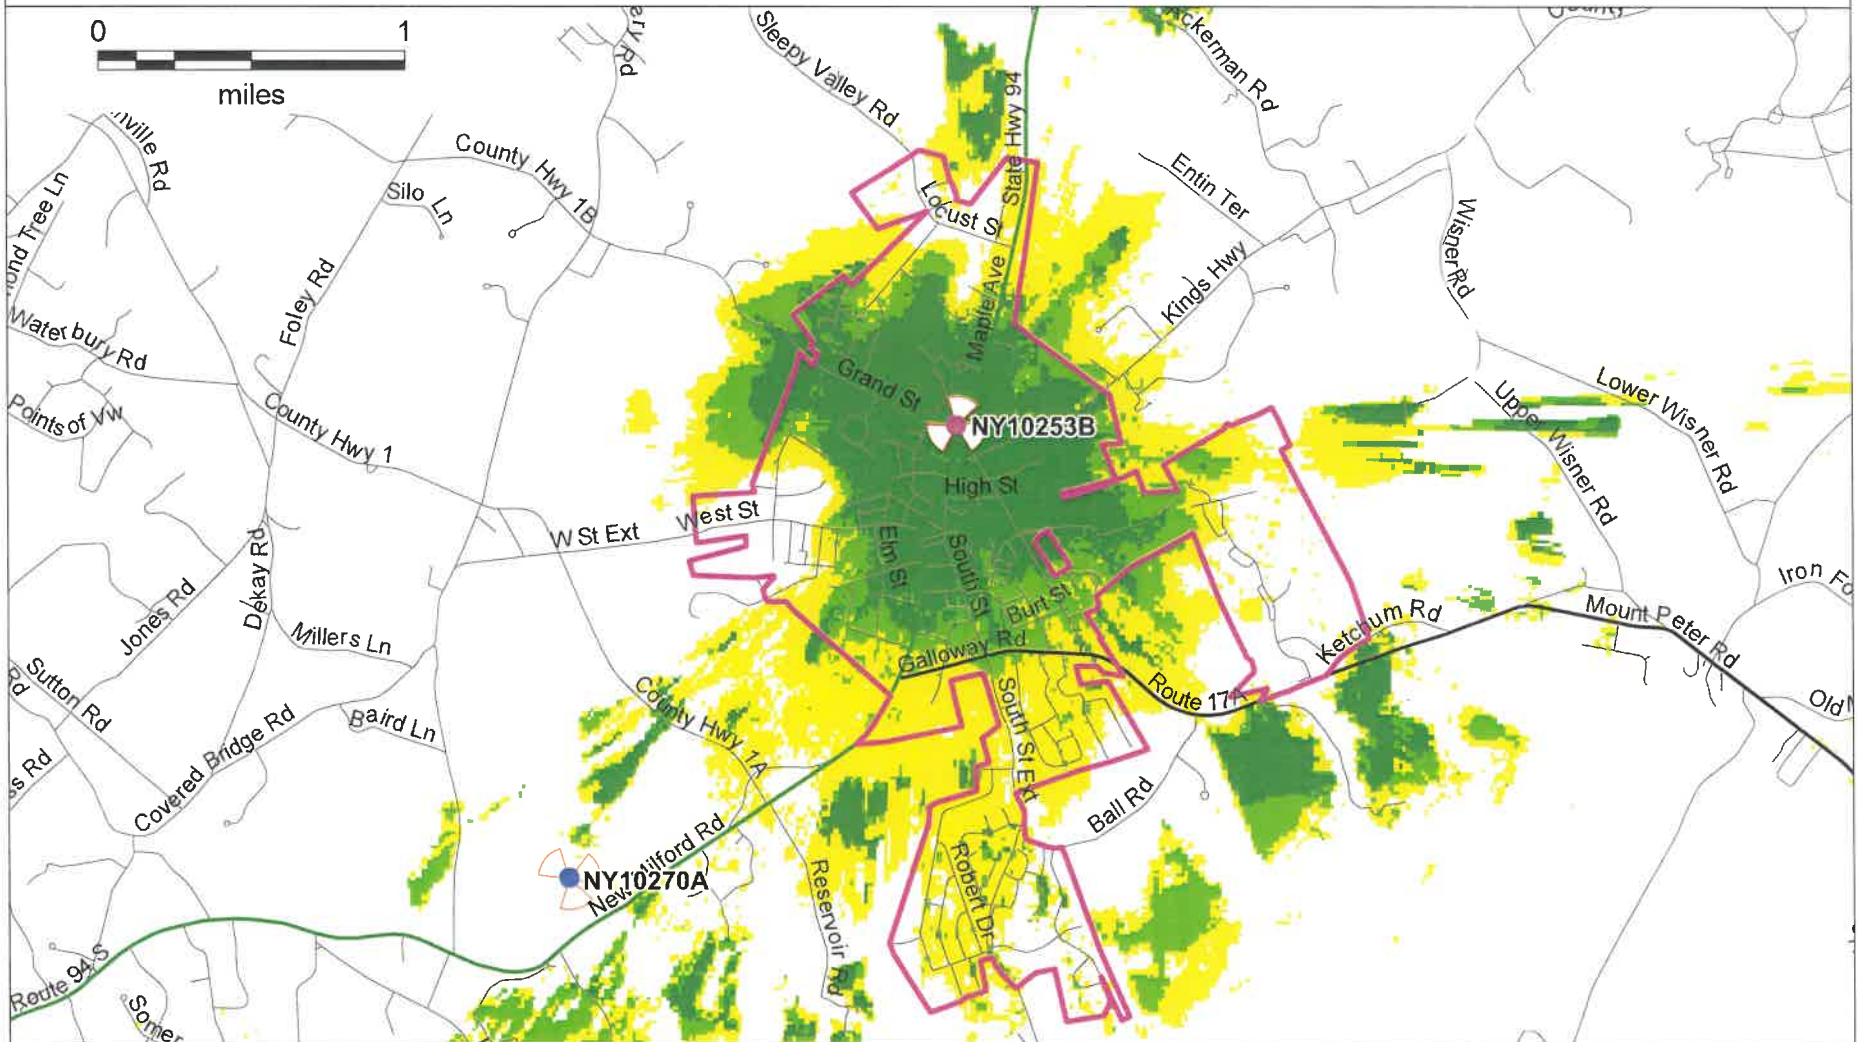 0 1
miles
Sleepy Valley Rd
Ackerman Rd
State Hwy 94
County Hwy 1B
Silo Ln
Entin Ter
Locust St
Wisner Rd
Foley Rd
Kings Hwy
Maple Ave
Waterbury Rd
Grand St
Lower Wisner Rd
Upper Wisner Rd
Points of Vw
County Hwy 1
NY10253B
High St
West St
W St Ext
Elm St
South St
Burt St
Dekay Rd
Jones Rd
Millers Ln
Galloway Rd
Ketchum Rd
Mount Peter Rd
Route 17A
Sutton Rd
Baird Ln
Covered Bridge Rd
County Hwy 1A
South St Ext
Ball Rd
NY10270A
New Milford Rd
Reservoir Rd
Robert Dr
Route 94 S